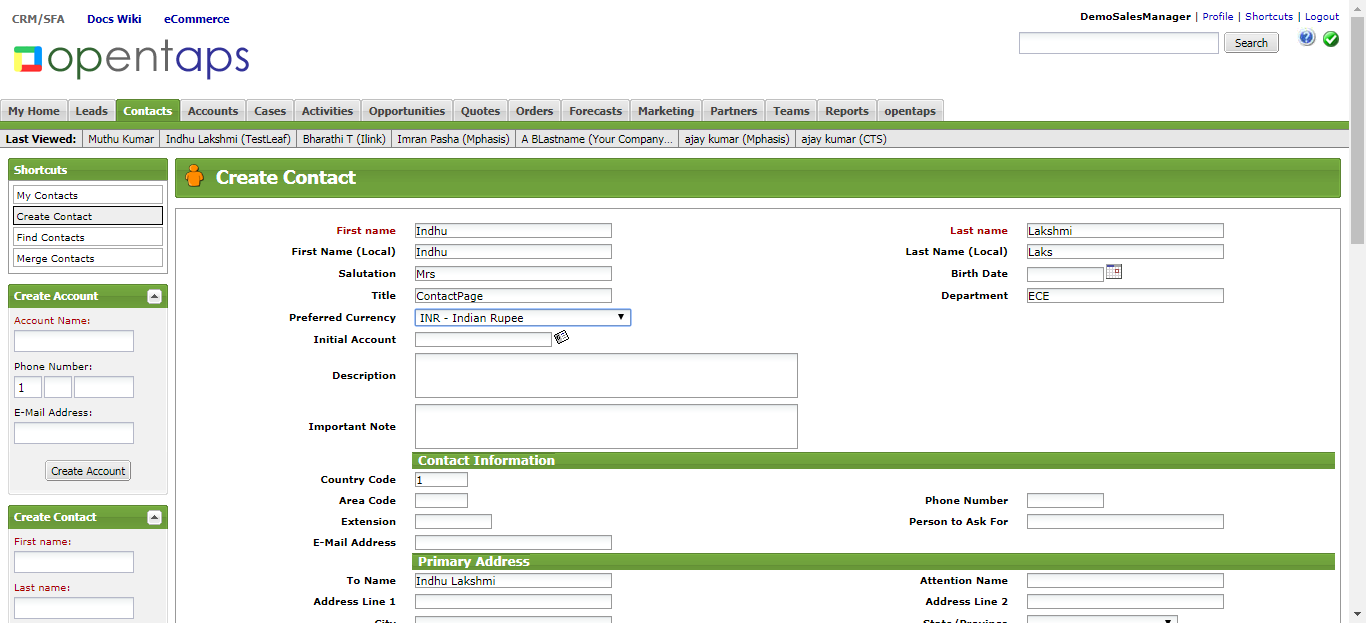 CRM/SFA Docs Wiki eCommerce
DemoSalesManager | Profile | Shortcuts | Logout
opentaps
Search
My Home Leads Contacts Accounts Cases Activities Opportunities Quotes Orders Forecasts Marketing Partners Teams Reports opentaps
Last Viewed: Muthu Kumar Indhu Lakshmi (TestLeaf) Bharathi T (Ilink) Imran Pasha (Mphasis) A BLastname (Your Company... ajay kumar (Mphasis) ajay kumar (CTS)
Shortcuts
My Contacts
Create Contact
Find Contacts
Merge Contacts
Create Account
Account Name:
Phone Number:
1
E-Mail Address:
Create Account
Create Contact
First name:
Last name:
Create Contact
First name Indhu Last name Lakshmi
First Name (Local) Indhu Last Name (Local) Laks
Salutation Mrs Birth Date
Title ContactPage Department ECE
Preferred Currency INR - Indian Rupee
Initial Account
Description
Important Note
Contact Information
Country Code 1
Area Code Phone Number
Extension Person to Ask For
E-Mail Address
Primary Address
To Name Indhu Lakshmi Attention Name
Address Line 1 Address Line 2
City State/Province